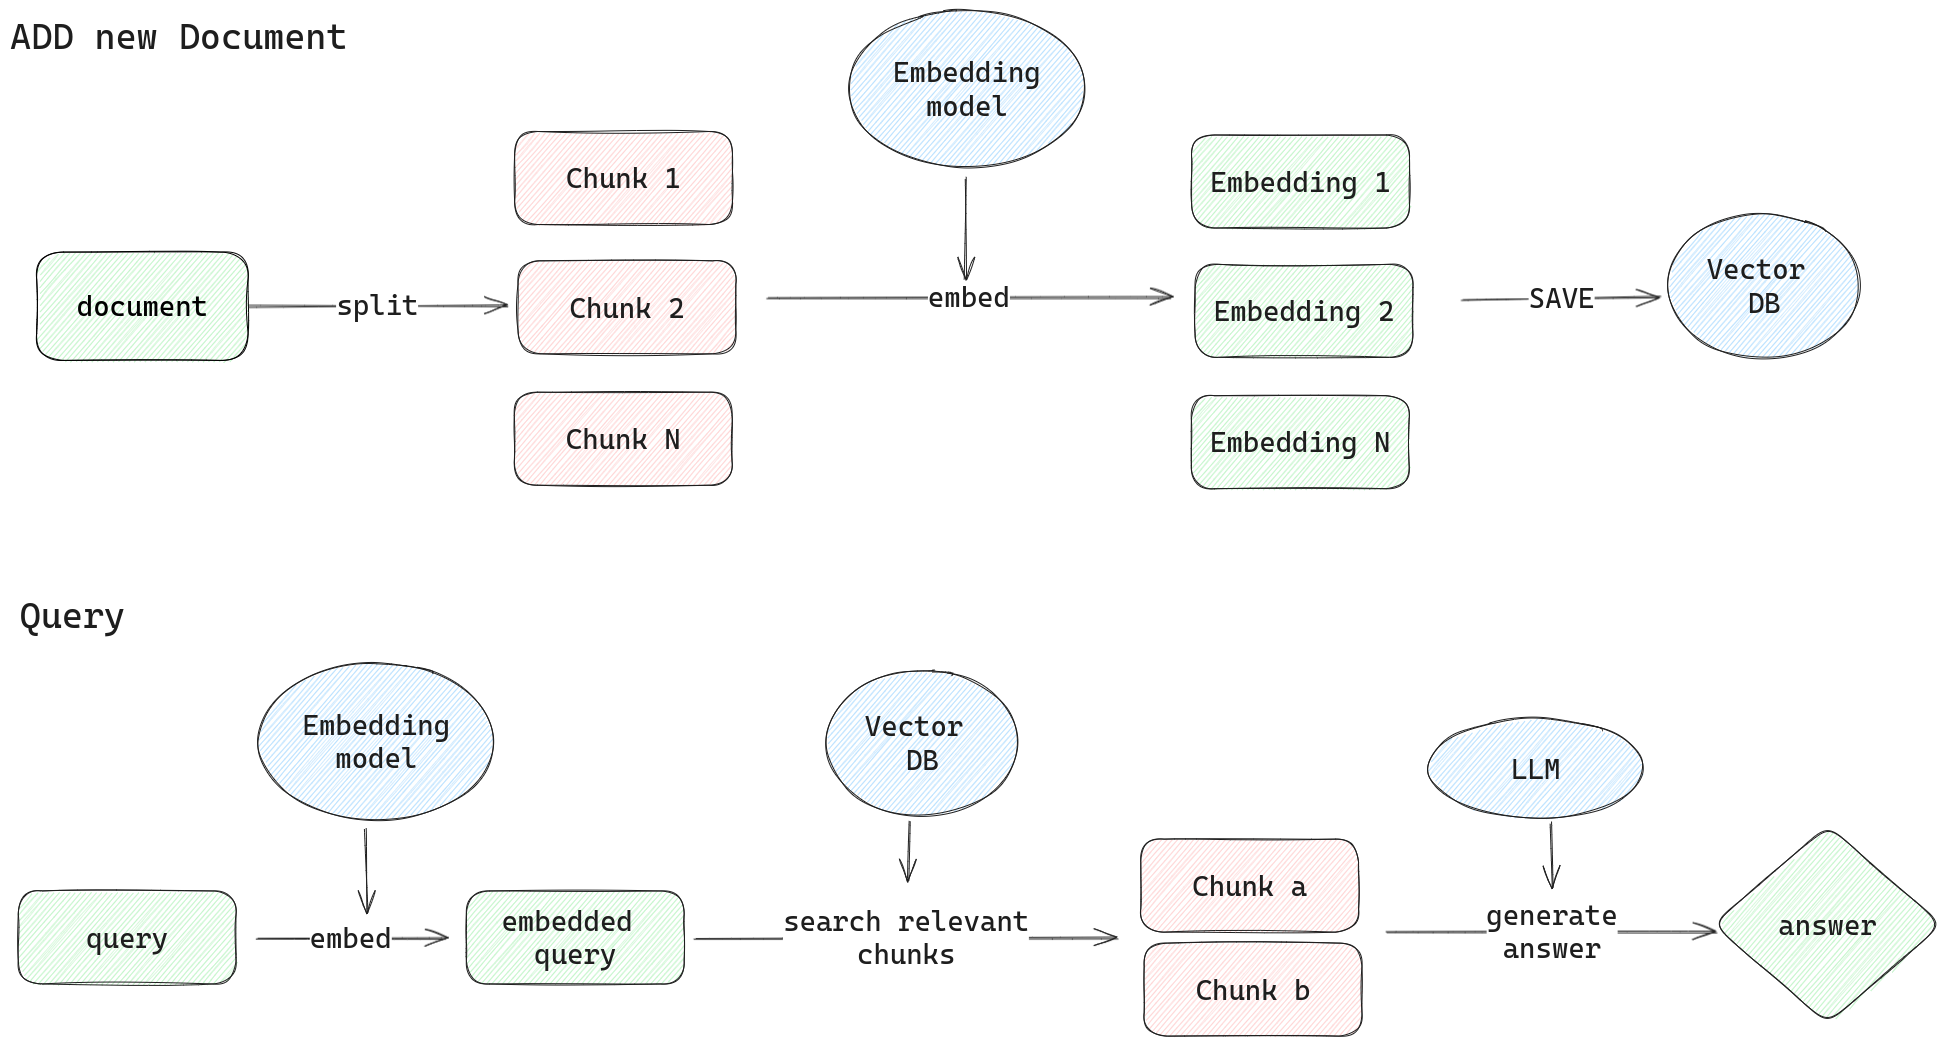 ADD new Document
Embedding
model
Chunk 1
Embedding 1
document
split
Chunk 2
embed
Embedding 2
SAVE
Vector
DB
Chunk N
Embedding N
Query
Embedding
model
Vector
DB
LLM
query
embed
embedded
query
search relevant
chunks
Chunk a
Chunk b
generate
answer
answer